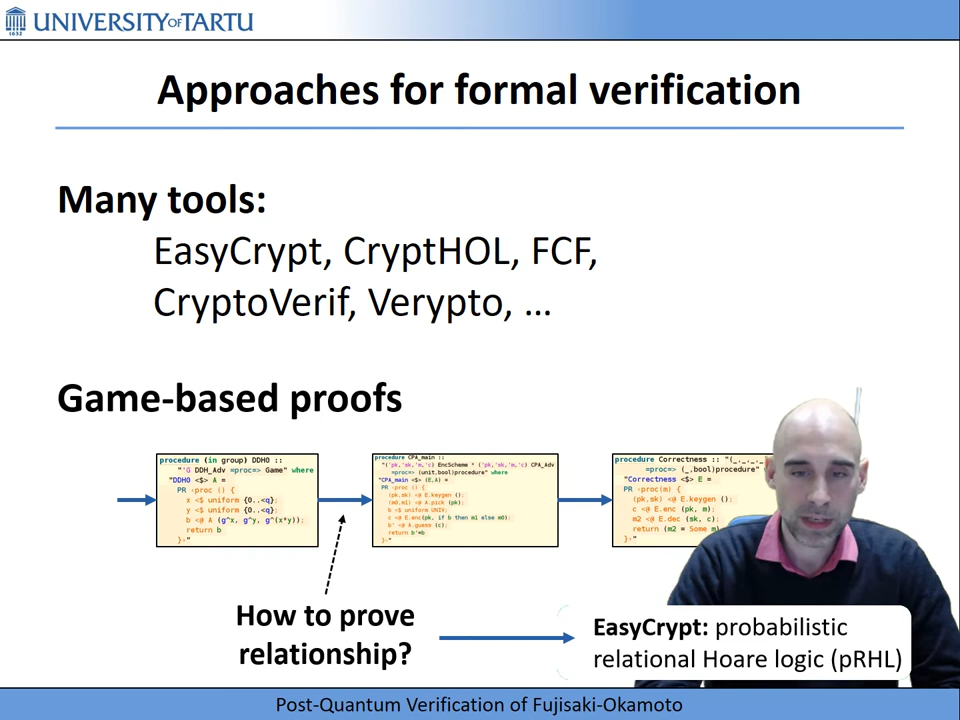 UNIVERSITY OF TARTU
1632
Approaches for formal verification
Many tools:
EasyCrypt, CryptHOL, FCF,
CryptoVerif, Verypto, ...
Game-based proofs
procedure (in group) DDH0 ::
"'G DDH_Adv =proc=> Game" where
"DDH0 <$> A =
PR ‹proc () {
x <$ uniform {0..<q};
y <$ uniform {0..<q};
b <@ A (g^x, g^y, g^(x*y));
return b
}›"
procedure CPA_main ::
"('pk,'sk,'m,'c) EncScheme * ('pk,'sk,'m,'c) CPA_Adv
=proc=> (unit,bool)procedure" where
"CPA_main <$> (E,A) =
PR ‹proc () {
(pk,sk) <@ E.keygen ();
(m0,m1) <@ A.pick (pk);
b <$ uniform UNIV;
c <@ E.enc(pk, if b then m1 else m0);
b' <@ A.guess (c);
return b'=b
}›"
procedure Correctness :: "(_,_,_,_
=proc=> (_,bool)procedure"
"Correctness <$> E =
PR ‹proc(m) {
(pk,sk) <@ E.keygen ();
c <@ E.enc (pk, m);
m2 <@ E.dec (sk, c);
return (m2 = Some m)
}›"
How to prove
relationship?
EasyCrypt: probabilistic
relational Hoare logic (pRHL)
Post-Quantum Verification of Fujisaki-Okamoto